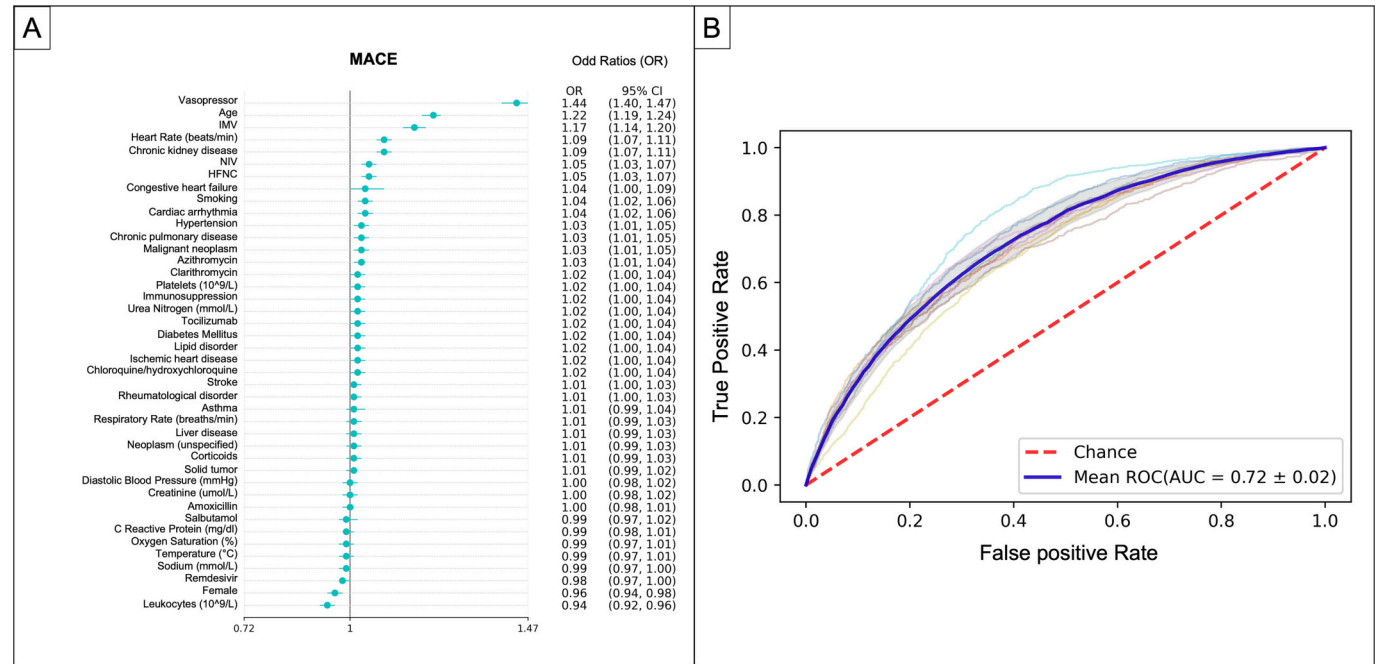 A
MACE
Odd Ratios (OR)
OR 95% CI
Vasopressor 1.44 (1.40, 1.47)
Age 1.22 (1.19, 1.24)
IMV 1.17 (1.14, 1.20)
Heart Rate (beats/min) 1.09 (1.07, 1.11)
Chronic kidney disease 1.09 (1.07, 1.11)
NIV 1.05 (1.03, 1.07)
HFNC 1.05 (1.03, 1.07)
Congestive heart failure 1.04 (1.00, 1.09)
Smoking 1.04 (1.02, 1.06)
Cardiac arrhythmia 1.04 (1.02, 1.06)
Hypertension 1.03 (1.01, 1.05)
Chronic pulmonary disease 1.03 (1.01, 1.05)
Malignant neoplasm 1.03 (1.01, 1.05)
Azithromycin 1.03 (1.01, 1.04)
Clarithromycin 1.02 (1.00, 1.04)
Platelets (10^9/L) 1.02 (1.00, 1.04)
Immunosuppression 1.02 (1.00, 1.04)
Urea Nitrogen (mmol/L) 1.02 (1.00, 1.04)
Tocilizumab 1.02 (1.00, 1.04)
Diabetes Mellitus 1.02 (1.00, 1.04)
Lipid disorder 1.02 (1.00, 1.04)
Ischemic heart disease 1.02 (1.00, 1.04)
Chloroquine/hydroxychloroquine 1.02 (1.00, 1.04)
Stroke 1.01 (1.00, 1.03)
Rheumatological disorder 1.01 (1.00, 1.03)
Asthma 1.01 (0.99, 1.04)
Respiratory Rate (breaths/min) 1.01 (0.99, 1.03)
Liver disease 1.01 (0.99, 1.03)
Neoplasm (unspecified) 1.01 (0.99, 1.03)
Corticoids 1.01 (0.99, 1.03)
Solid tumor 1.01 (0.99, 1.02)
Diastolic Blood Pressure (mmHg) 1.00 (0.98, 1.02)
Creatinine (umol/L) 1.00 (0.98, 1.02)
Amoxicillin 1.00 (0.98, 1.01)
Salbutamol 0.99 (0.97, 1.02)
C Reactive Protein (mg/dl) 0.99 (0.98, 1.01)
Oxygen Saturation (%) 0.99 (0.97, 1.01)
Temperature (°C) 0.99 (0.97, 1.01)
Sodium (mmol/L) 0.99 (0.97, 1.00)
Remdesivir 0.98 (0.97, 1.00)
Female 0.96 (0.94, 0.98)
Leukocytes (10^9/L) 0.94 (0.92, 0.96)
0.72 1 1.47
B
True Positive Rate
1.0
0.8
0.6
0.4
0.2
0.0
Chance
Mean ROC(AUC = 0.72 ± 0.02)
0.0 0.2 0.4 0.6 0.8 1.0
False positive Rate